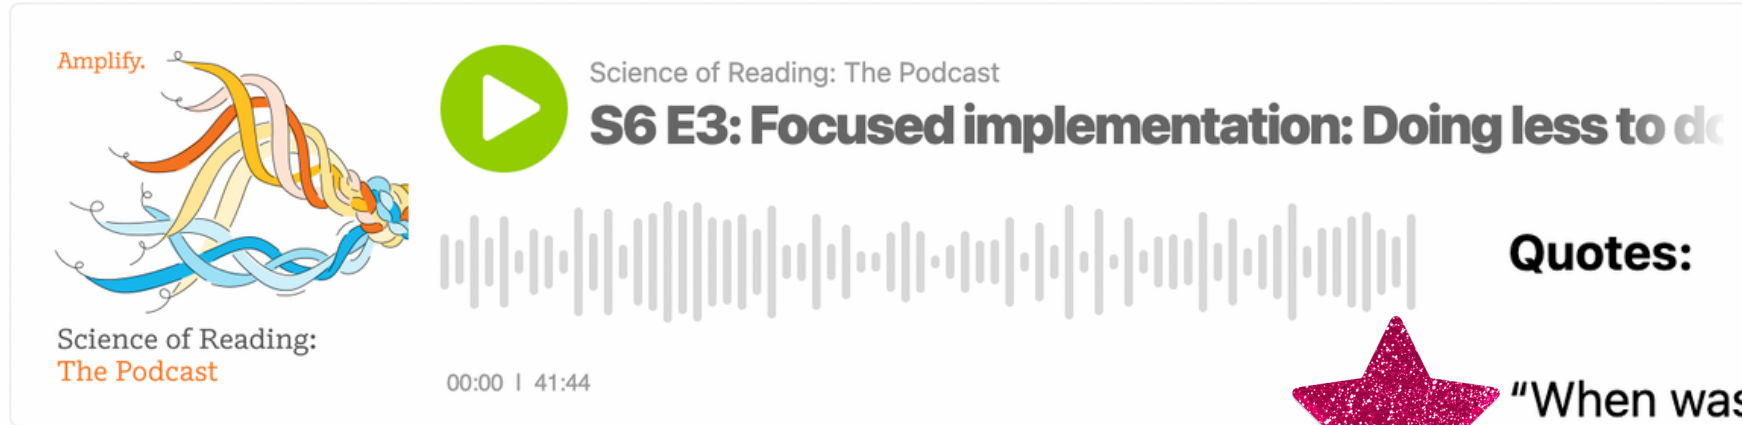 Amplify.
Science of Reading: The Podcast
S6 E3: Focused implementation: Doing less to
Quotes:
Science of Reading:
The Podcast
00:00 | 41:44
“When